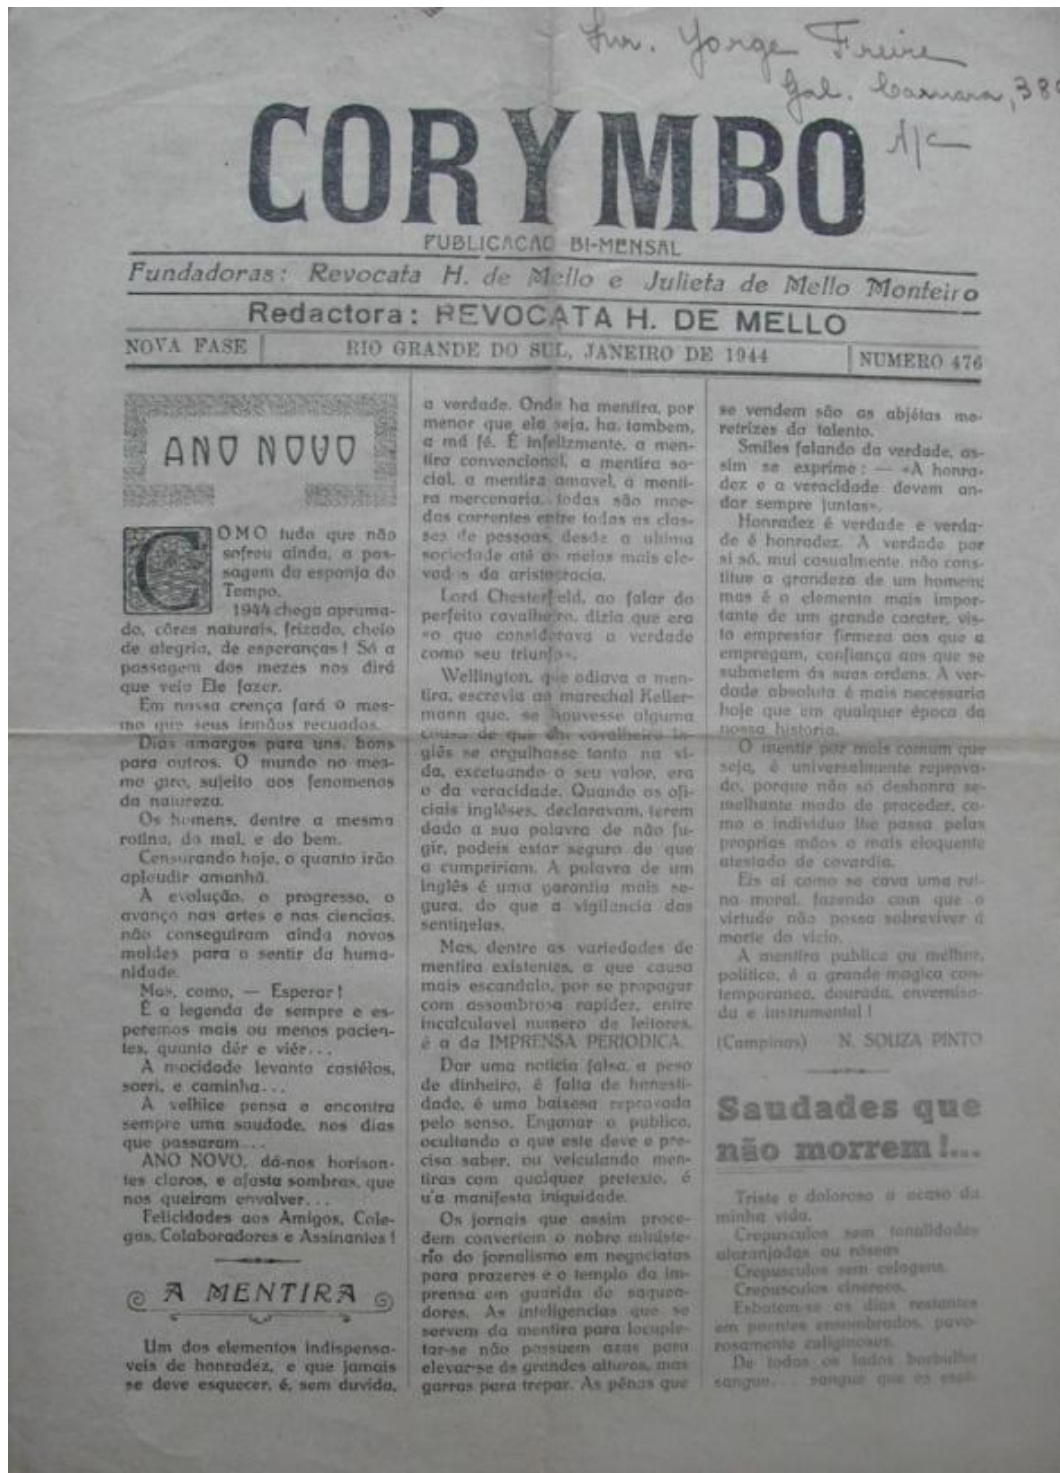 Snr. Yorge Freire
Gal. Camara, 389
A/C
CORYMBO
PUBLICACAO BI-MENSAL
Fundadoras: Revocata H. de Mello e Julieta de Mello Monteiro
Redactora: REVOCATA H. DE MELLO
NOVA FASE
RIO GRANDE DO SUL, JANEIRO DE 1944
NUMERO 476
ANO NOVO
COMO tudo que não
sofreu ainda, a pas-
sagem da esponja do
Tempo.
1944 chega apruma-
do, côres naturais, frizado, cheio
de alegria, de esperanças! Só a
passagem dos mezes nos dirá
que veio Ele fazer.
Em nossa crença fará o mes-
mo que seus irmãos recuados.
Dias amargos para uns, bons
para outros. O mundo no mes-
mo giro, sujeito aos fenomenos
da natureza.
Os homens, dentre a mesma
rotina, do mal, e do bem.
Censurando hoje, o quanto irão
aplaudir amanhã.
A evolução, o progresso, o
avanço nas artes e nas ciencias,
não conseguiram ainda novos
moldes para o sentir da huma-
nidade.
Mas, como, — Esperar!
É a legenda de sempre e es-
peremos mais ou menos pacien-
tes, quanto dér e viér...
A mocidade levanta castélos,
sorri, e caminha...
A velhice pensa e encontra
sempre uma saudade, nos dias
que passaram...
ANO NOVO, dá-nos horison-
tes claros, e afasta sombras, que
nos queiram envolver...
Felicidades aos Amigos, Cole-
gas, Colaboradores e Assinantes!
A MENTIRA
Um dos elementos indispensa-
veis de honradez, e que jamais
se deve esquecer, é, sem duvida,
a verdade. Onde ha mentira, por
menor que ela seja, ha, tambem,
a má fé. É infelizmente, a men-
tira convencional, a mentira so-
cial, a mentira amavel, a menti-
ra mercenaria, todas são moe-
das correntes entre todas as clas-
ses de pessoas, desde a ultima
sociedade até os meios mais ele-
vados da aristocracia.
Lord Chesterfield, ao falar do
perfeito cavalheiro, dizia que era
«o que considerava a verdade
como seu triunfo».
Wellington, que odiava a men-
tira, escrevia ao marechal Keller-
mann que, se houvesse alguma
cousa de que um cavalheiro in-
glês se orgulhasse tanto na vi-
da, excetuando o seu valor, era
o da veracidade. Quando os ofi-
ciais inglêses, declaravam, terem
dado a sua palavra de não fu-
gir, podeis estar seguro de que
a cumpririam. A palavra de um
inglês é uma garantia mais se-
gura, do que a vigilancia das
sentinelas.
Mas, dentre as variedades de
mentira existentes, a que causa
mais escandalo, por se propagar
com assombrosa rapidez, entre
incalculavel numero de leitores,
é a da IMPRENSA PERIODICA.
Dar uma noticia falsa, a peso
de dinheiro, é falta de honesti-
dade, é uma baixesa reprovada
pelo senso. Enganar o publico,
ocultando o que este deve e pre-
cisa saber, ou veiculando men-
tiras com qualquer pretexto, é
u'a manifesta iniquidade.
Os jornais que assim proce-
dem convertem o nobre ministe-
rio do jornalismo em negociatas
para prazeres e o templo da im-
prensa em guarida de saquea-
dores. As inteligencias que se
servem da mentira para locuple-
tar-se não possuem azas para
elevar-se ás grandes alturas, mas
garras para trepar. As pênas que
se vendem são as abjétas me-
retrizes do talento.
Smiles falando da verdade, as-
sim se exprime: — «A honra-
dez e a veracidade devem an-
dar sempre juntas».
Honradez é verdade e verda-
de é honradez. A verdade por
si só, mui casualmente não cons-
titue a grandeza de um homem;
mas é o elemento mais impor-
tante de um grande carater, vis-
to emprestar firmeza aos que a
empregam, confiança aos que se
submetem ás suas ordens. A ver-
dade absoluta é mais necessaria
hoje que em qualquer época da
nossa história.
O mentir por mais comum que
seja, é universalmente reprova-
do, porque não só deshonra se-
melhante modo de proceder, co-
mo o individuo lhe passa pelas
proprias mãos o mais eloquente
atestado de covardia.
Eis aí como se cava uma rui-
na moral, fazendo com que a
virtude não possa sobreviver á
morte do vicio.
A mentira publica ou melhor,
politica, é a grande magica con-
temporanea, dourada, envernisa-
da e instrumental!
(Campinas) N. SOUZA PINTO
Saudades que
não morrem!...
Triste e doloroso o acaso da
minha vida.
Crepusculos sem tonalidades
alaranjadas ou róseas
Crepusculos sem celagens.
Crepusculos cinereos.
Esbatem-se os dias restantes
em poentes ensombrados, pavo-
rosamente caliginosos.
De todos os lados borbulha
sangue... sangue que os